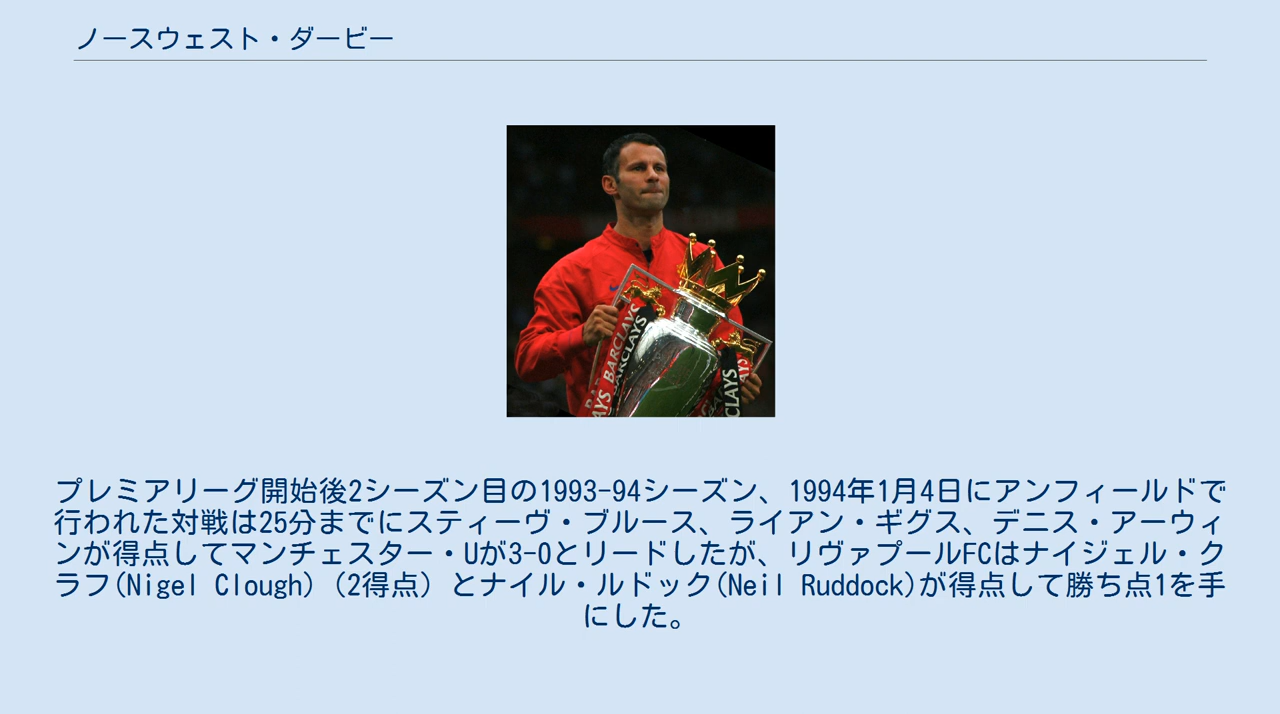 ノースウェスト・ダービー
BARCLAYS
BARCLAYS
プレミアリーグ開始後2シーズン目の1993-94シーズン、1994年1月4日にアンフィールドで
行われた対戦は25分までにスティーヴ・ブルース、ライアン・ギグス、デニス・アーウィ
ンが得点してマンチェスター・Uが3-0とリードしたが、リヴァプールFCはナイジェル・ク
ラフ(Nigel Clough) (2得点) とナイル・ルドック(Neil Ruddock)が得点して勝ち点1を手
にした。